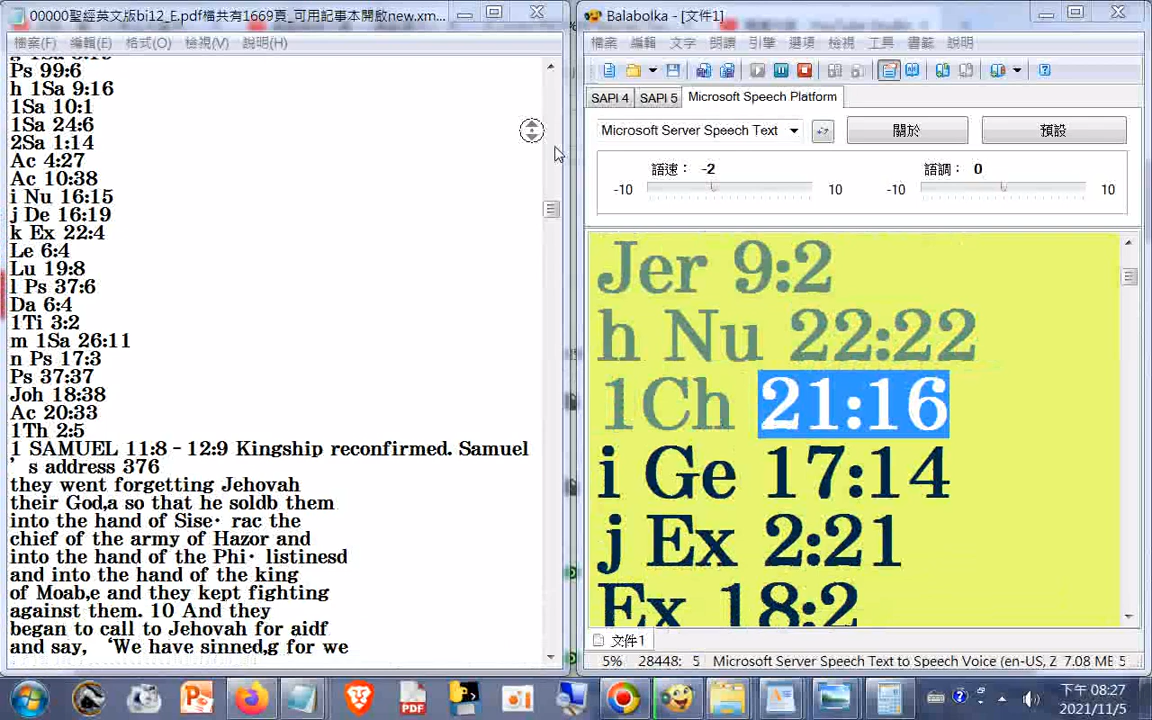 00000聖經英文版bi12_E.pdf檔共有1669頁_可用記事本開啟new.xm...
檔案(F) 編輯(E) 格式(O) 檢視(V) 說明(H)
Ps 99:6
h 1Sa 9:16
1Sa 10:1
1Sa 24:6
2Sa 1:14
Ac 4:27
Ac 10:38
i Nu 16:15
j De 16:19
k Ex 22:4
Le 6:4
Lu 19:8
l Ps 37:6
Da 6:4
1Ti 3:2
m 1Sa 26:11
n Ps 17:3
Ps 37:37
Joh 18:38
Ac 20:33
1Th 2:5
1 SAMUEL 11:8–12:9 Kingship reconfirmed. Samuel
’s address 376
they went forgetting Jehovah
their God,a so that he soldb them
into the hand of Sise· rac the
chief of the army of Hazor and
into the hand of the Phi· listinesd
and into the hand of the king
of Moab,e and they kept fighting
against them. 10 And they
began to call to Jehovah for aidf
and say, ‘We have sinned,g for we
Balabolka - [文件1]
檔案 編輯 文字 朗讀 引擎 選項 檢視 工具 書籤 說明
SAPI 4 SAPI 5 Microsoft Speech Platform
Microsoft Server Speech Text 關於 預設
語速： -2 語調： 0
-10 10 -10 10
Jer 9:2
h Nu 22:22
1Ch 21:16
i Ge 17:14
j Ex 2:21
Ex 18:2
文件1
5% 28448: 5 Microsoft Server Speech Text to Speech Voice (en-US, Z 7.08 MB 5
PDF
下午 08:27
2021/11/5